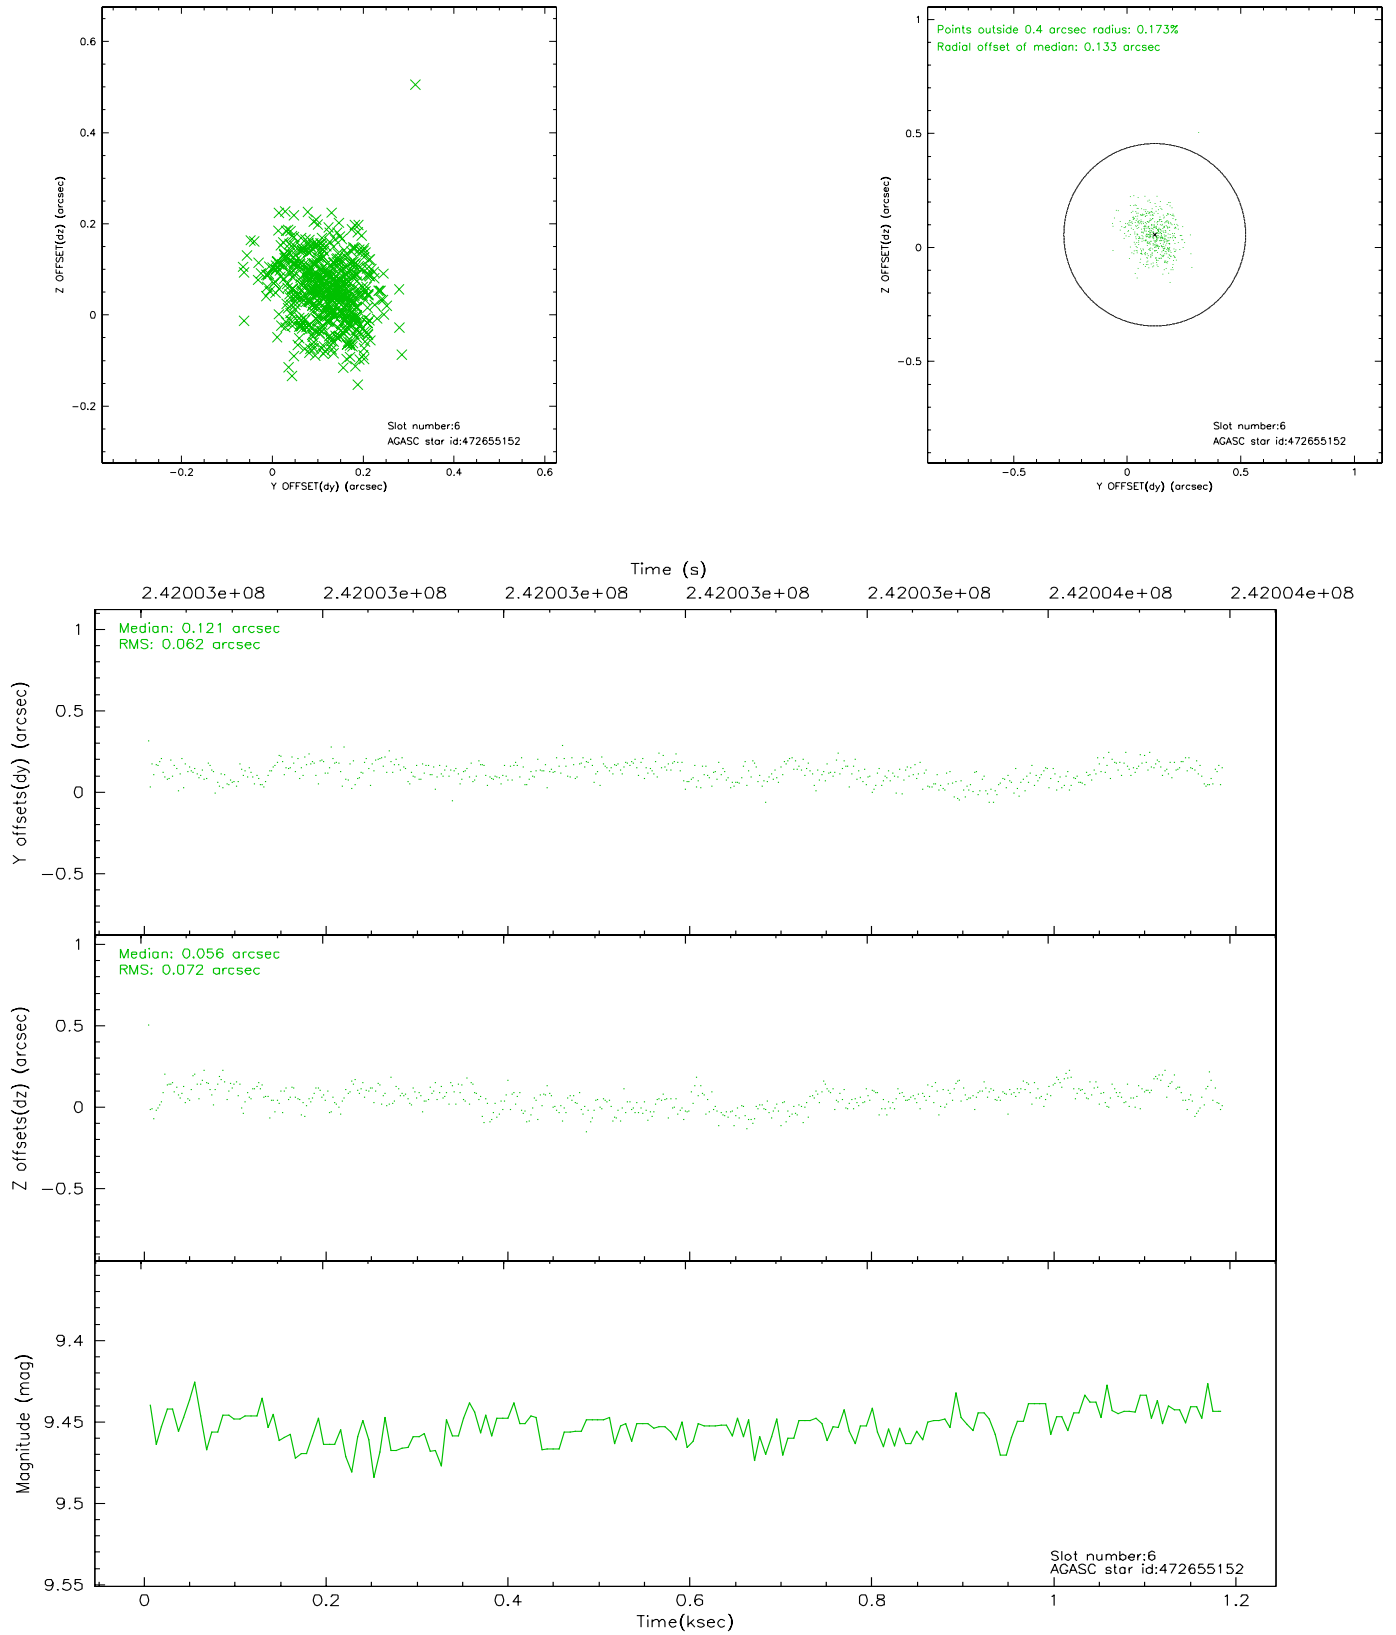 0.6
0.4
0.2
0
−0.2
Z OFFSET(dz) (arcsec)
Slot number:6
AGASC star id:472655152
−0.2 0 0.2 0.4 0.6
Y OFFSET(dy) (arcsec)
Points outside 0.4 arcsec radius: 0.173%
Radial offset of median: 0.133 arcsec
1
0.5
0
−0.5
Z OFFSET(dz) (arcsec)
Slot number:6
AGASC star id:472655152
−0.5 0 0.5 1
Y OFFSET(dy) (arcsec)
Time (s)
2.42003e+08 2.42003e+08 2.42003e+08 2.42003e+08 2.42003e+08 2.42004e+08 2.42004e+08
Median: 0.121 arcsec
RMS: 0.062 arcsec
1
0.5
0
−0.5
Y offsets(dy) (arcsec)
Median: 0.056 arcsec
RMS: 0.072 arcsec
1
0.5
0
−0.5
Z offsets(dz) (arcsec)
9.4
9.45
9.5
9.55
Magnitude (mag)
Slot number:6
AGASC star id:472655152
0 0.2 0.4 0.6 0.8 1 1.2
Time(ksec)